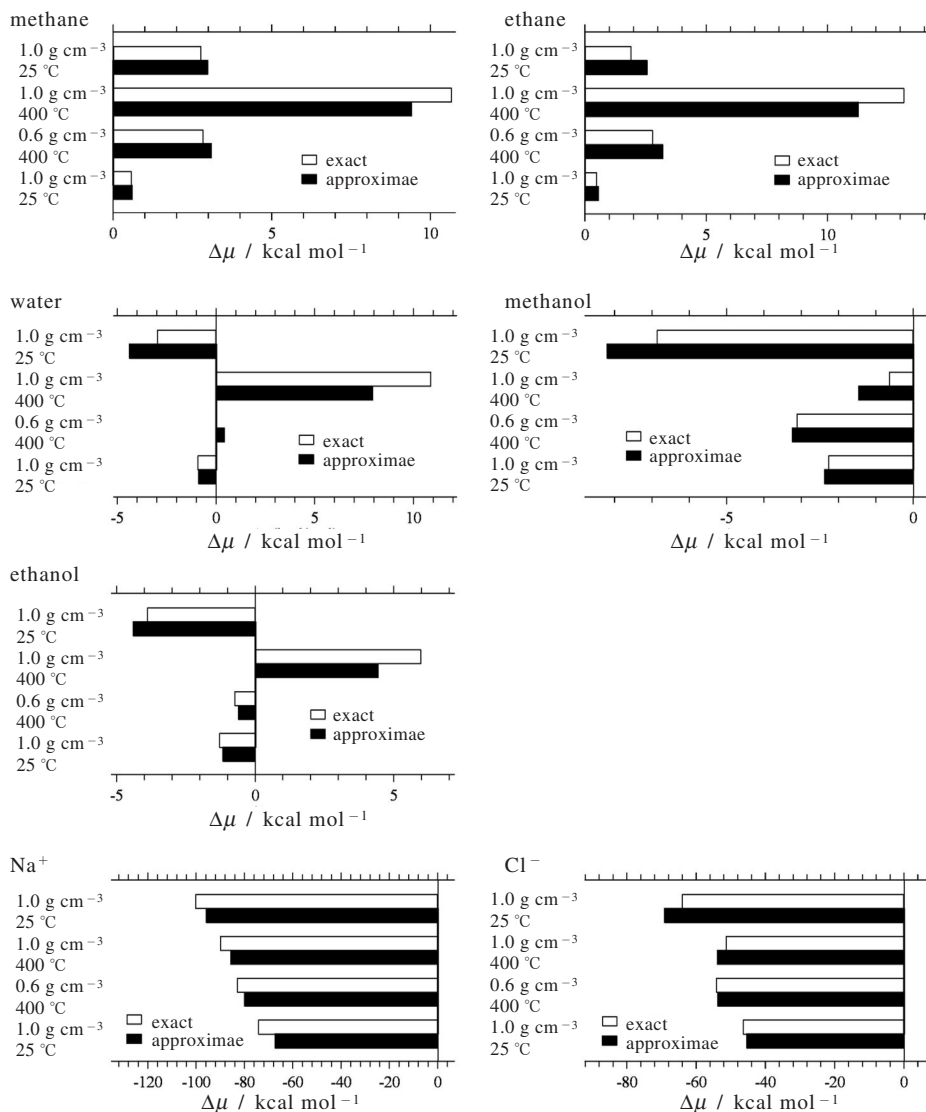 methane
1.0 g cm⁻³
25 ℃
1.0 g cm⁻³
400 ℃
0.6 g cm⁻³
400 ℃
1.0 g cm⁻³
25 ℃
exact
approximae
0 5 10
Δμ / kcal mol⁻¹
ethane
1.0 g cm⁻³
25 ℃
1.0 g cm⁻³
400 ℃
0.6 g cm⁻³
400 ℃
1.0 g cm⁻³
25 ℃
exact
approximae
0 5 10
Δμ / kcal mol⁻¹
water
1.0 g cm⁻³
25 ℃
1.0 g cm⁻³
400 ℃
0.6 g cm⁻³
400 ℃
1.0 g cm⁻³
25 ℃
exact
approximae
-5 0 5 10
Δμ / kcal mol⁻¹
methanol
1.0 g cm⁻³
25 ℃
1.0 g cm⁻³
400 ℃
0.6 g cm⁻³
400 ℃
1.0 g cm⁻³
25 ℃
exact
approximae
-5 0
Δμ / kcal mol⁻¹
ethanol
1.0 g cm⁻³
25 ℃
1.0 g cm⁻³
400 ℃
0.6 g cm⁻³
400 ℃
1.0 g cm⁻³
25 ℃
exact
approximae
-5 0 5
Δμ / kcal mol⁻¹
Na⁺
1.0 g cm⁻³
25 ℃
1.0 g cm⁻³
400 ℃
0.6 g cm⁻³
400 ℃
1.0 g cm⁻³
25 ℃
exact
approximae
-120 -100 -80 -60 -40 -20 0
Δμ / kcal mol⁻¹
Cl⁻
1.0 g cm⁻³
25 ℃
1.0 g cm⁻³
400 ℃
0.6 g cm⁻³
400 ℃
1.0 g cm⁻³
25 ℃
exact
approximae
-80 -60 -40 -20 0
Δμ / kcal mol⁻¹